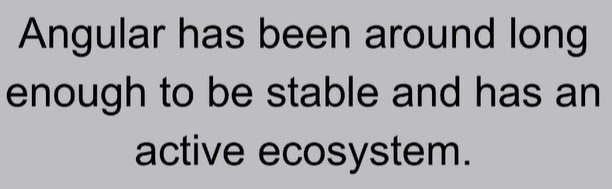 Angular has been around long
enough to be stable and has an
active ecosystem.